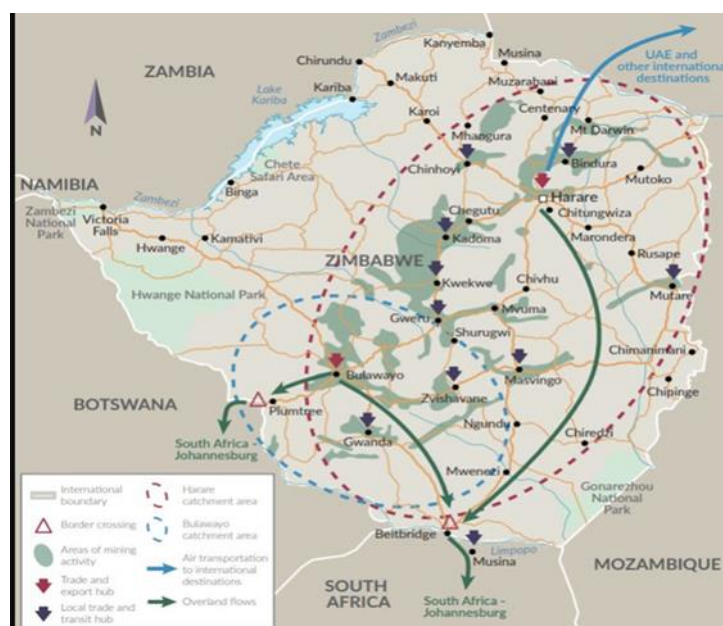 Zambezi
Kanyemba
Musina
UAE and
other international
destinations
ZAMBIA
Chirundu
Makuti
Muzarabani
Lake
Kariba
Kariba
Karoi
Centenary
N
Mhangura
Mt Darwin
Chete
Safari Area
Chinhoyi
Bindura
NAMIBIA
Zambezi
Binga
Harare
Mutoko
Zambezi
National
Park
Victoria
Falls
Chegutu
Chitungwiza
Hwange
Kamativi
Kadoma
Marondera
ZIMBABWE
Rusape
Hwange National Park
Kwekwe
Chivhu
Mutare
Gweru
Mvuma
Shurugwi
Chimanimani
Bulawayo
Masvingo
Chipinge
BOTSWANA
Plumtree
Zvishavane
South Africa -
Johannesburg
Gwanda
Ngundu
Chiredzi
Mwenezi
Gonarezhou
National
Park
International
boundary
Harare
catchment area
Border crossing
Bulawayo
catchment area
Areas of mining
activity
Air transportation
to international
destinations
Trade and
export hub
Overland flows
Local trade and
transit hub
Beitbridge
Musina
Limpopo
MOZAMBIQUE
SOUTH
AFRICA
South Africa -
Johannesburg